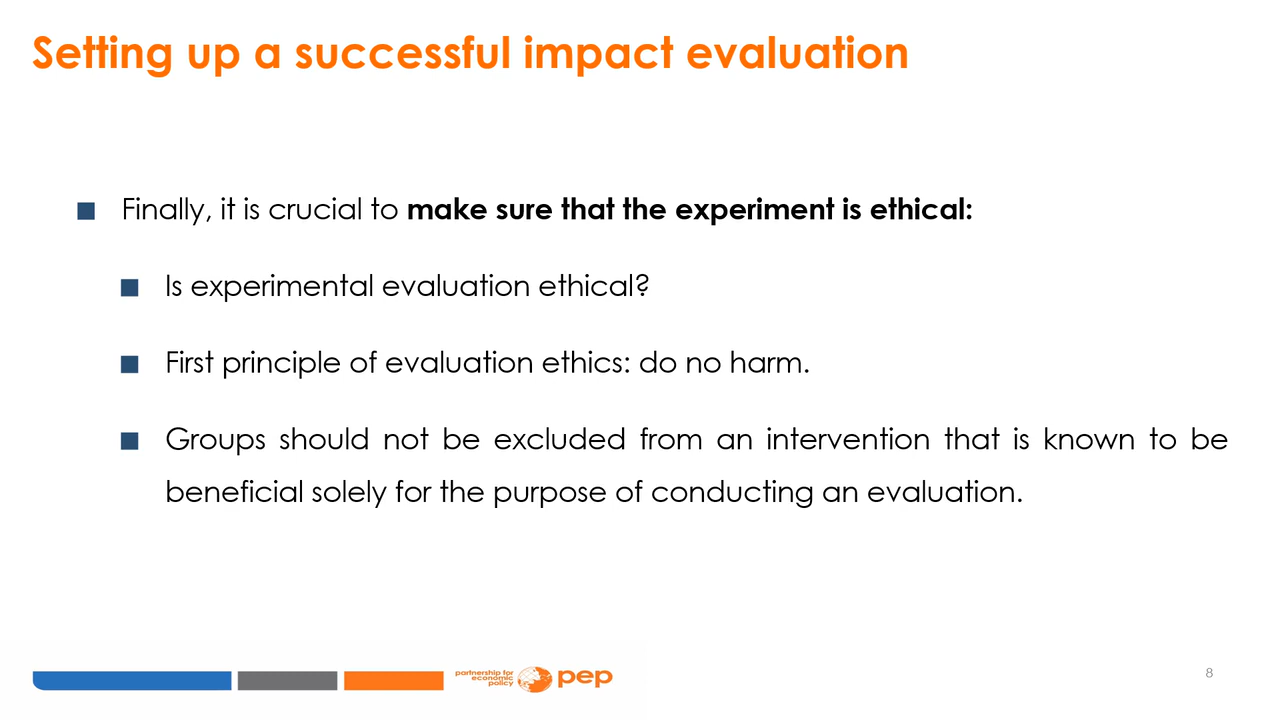 Setting up a successful impact evaluation
Finally, it is crucial to make sure that the experiment is ethical:
Is experimental evaluation ethical?
First principle of evaluation ethics: do no harm.
Groups should not be excluded from an intervention that is known to be
beneficial solely for the purpose of conducting an evaluation.
partnership for
economic
policy
pep
8